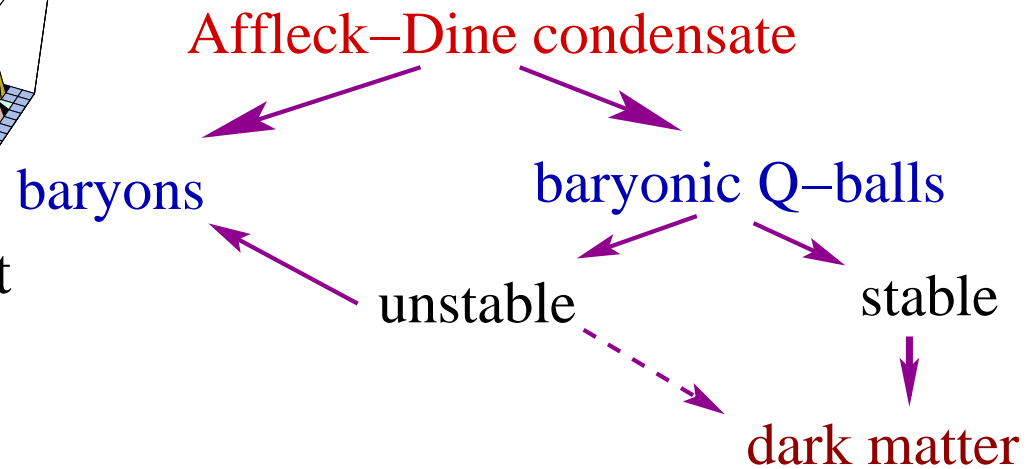 Affleck–Dine condensate
baryons
baryonic Q–balls
t
unstable
stable
dark matter